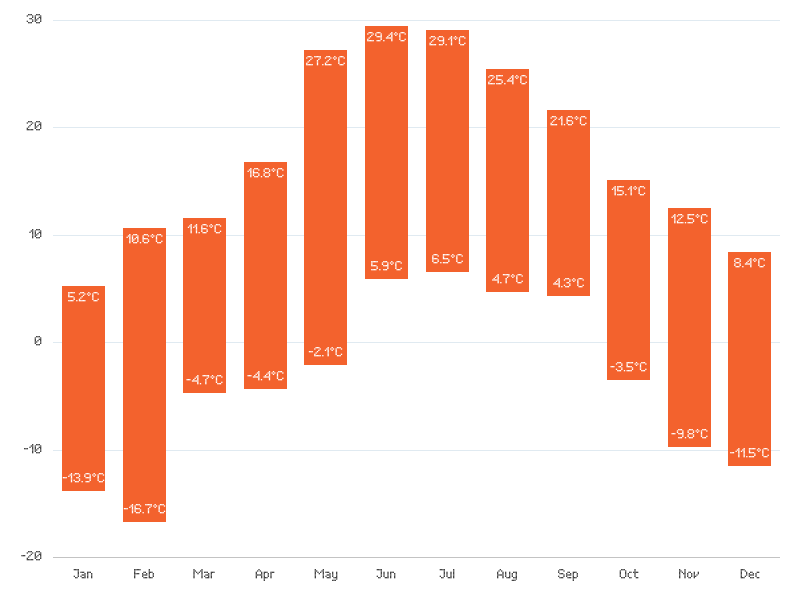 30
20
10
0
-10
-20
5.2°C
-13.9°C
10.6°C
-16.7°C
11.6°C
-4.7°C
16.8°C
-4.4°C
27.2°C
-2.1°C
29.4°C
5.9°C
29.1°C
6.5°C
25.4°C
4.7°C
21.6°C
4.3°C
15.1°C
-3.5°C
12.5°C
-9.8°C
8.4°C
-11.5°C
Jan Feb Mar Apr May Jun Jul Aug Sep Oct Nov Dec